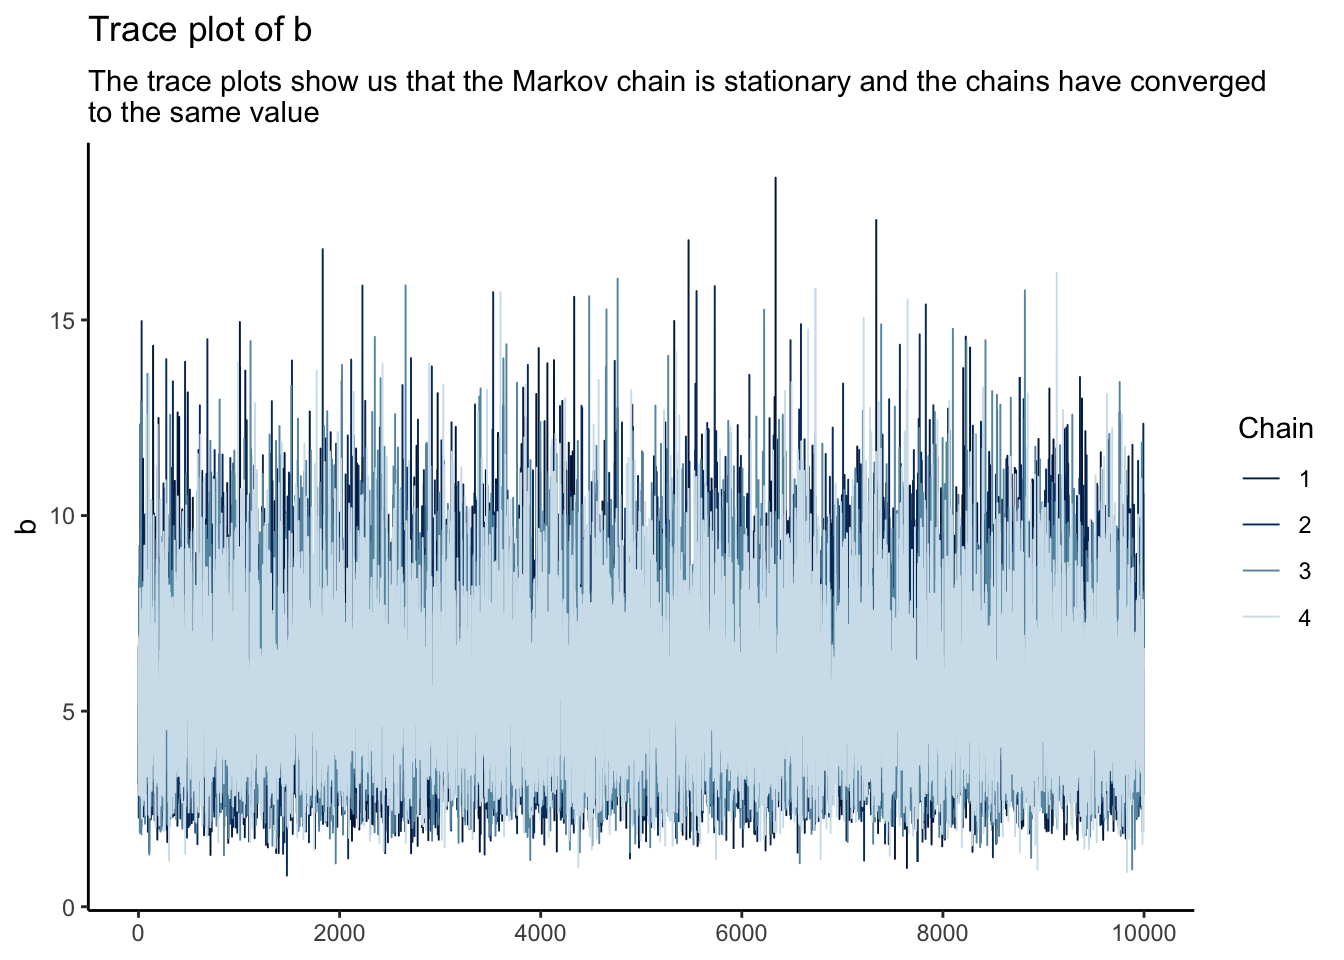 Trace plot of b
The trace plots show us that the Markov chain is stationary and the chains have converged
to the same value
15
10
5
0
b
0 2000 4000 6000 8000 10000
Chain
1
2
3
4